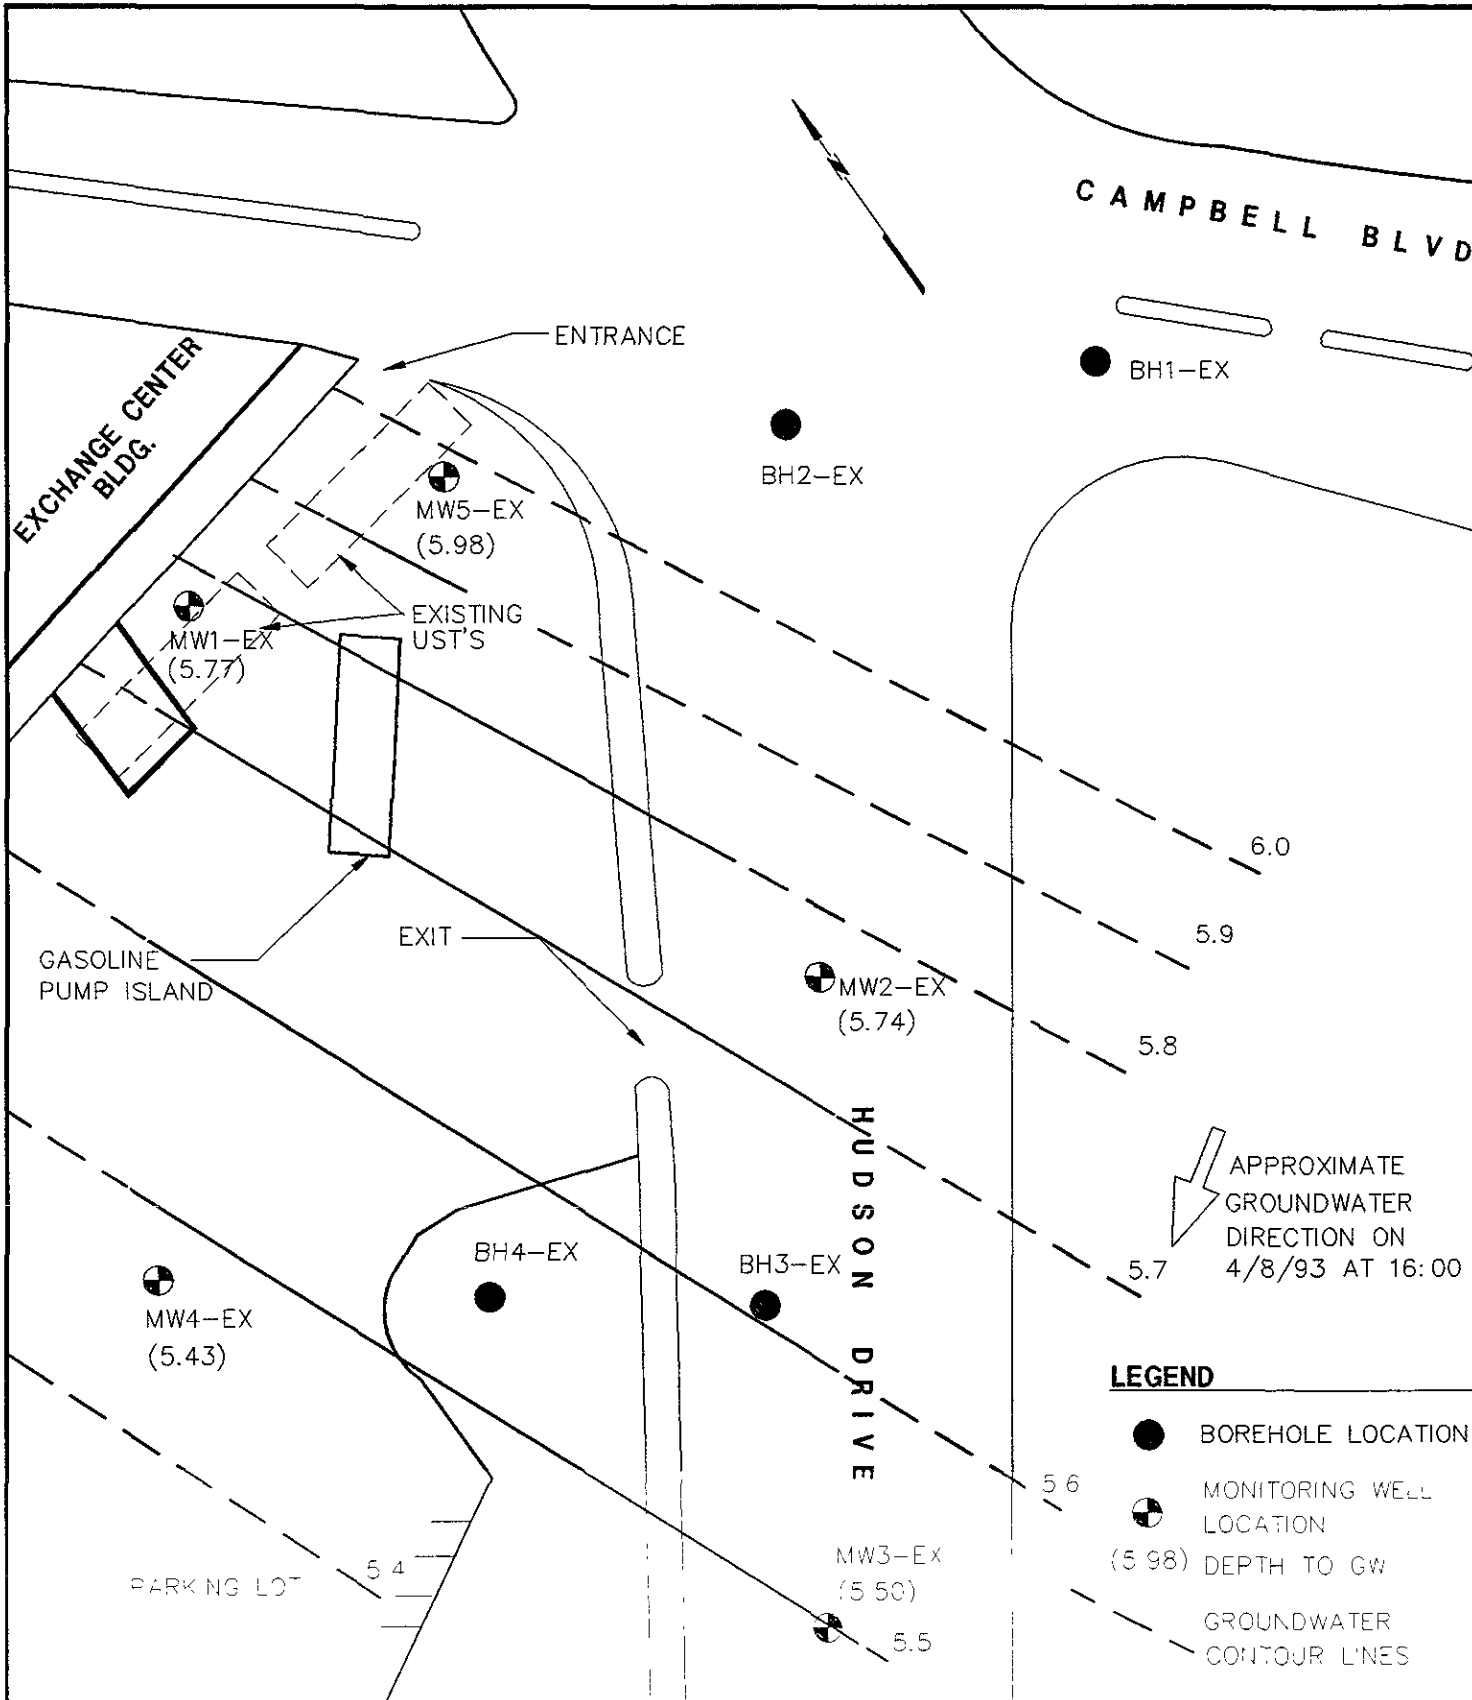 CAMPBELL BLVD
N
ENTRANCE
BH1-EX
EXCHANGE CENTER
BLDG.
BH2-EX
MW5-EX
(5.98)
EXISTING
UST'S
MW1-EX
(5.77)
6.0
5.9
GASOLINE
PUMP ISLAND
EXIT
MW2-EX
(5.74)
5.8
HUDSON DRIVE
APPROXIMATE
GROUNDWATER
DIRECTION ON
4/8/93 AT 16:00
5.7
BH4-EX
BH3-EX
MW4-EX
(5.43)
LEGEND
BOREHOLE LOCATION
5.6
MONITORING WELL
LOCATION
(5.98) DEPTH TO GW
MW3-EX
(5.50)
5.4
PARKING LOT
GROUNDWATER
CONTOUR LINES
5.5